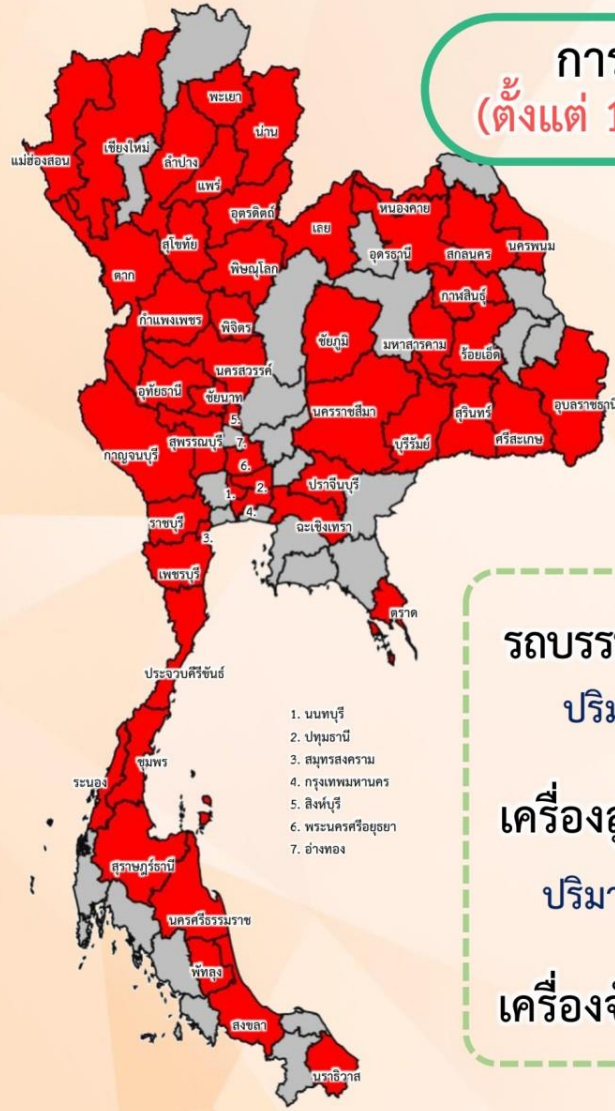 การ
(ตั้งแต่ 1
พะเยา
น่าน
เชียงใหม่
แม่ฮ่องสอน
ลำปาง
แพร่
อุตรดิตถ์
สุโขทัย
ตาก
พิษณุโลก
เลย
หนองคาย
อุดรธานี
สกลนคร
นครพนม
กำแพงเพชร
พิจิตร
ชัยภูมิ
กาฬสินธุ์
มหาสารคาม
ร้อยเอ็ด
นครสวรรค์
อุทัยธานี
ชัยนาท
นครราชสีมา
บุรีรัมย์
สุรินทร์
ศรีสะเกษ
อุบลราชธานี
5.
สุพรรณบุรี
7.
กาญจนบุรี
6.
ปราจีนบุรี
1.
2.
4.
ฉะเชิงเทรา
ราชบุรี
3.
เพชรบุรี
ตราด
ประจวบคีรีขันธ์
1. นนทบุรี
2. ปทุมธานี
3. สมุทรสงคราม
4. กรุงเทพมหานคร
5. สิงห์บุรี
6. พระนครศรีอยุธยา
7. อ่างทอง
ชุมพร
ระนอง
สุราษฎร์ธานี
นครศรีธรรมราช
พัทลุง
สงขลา
นราธิวาส
รถบรรท
ปริม
เครื่องสู
ปริมา
เครื่องจั